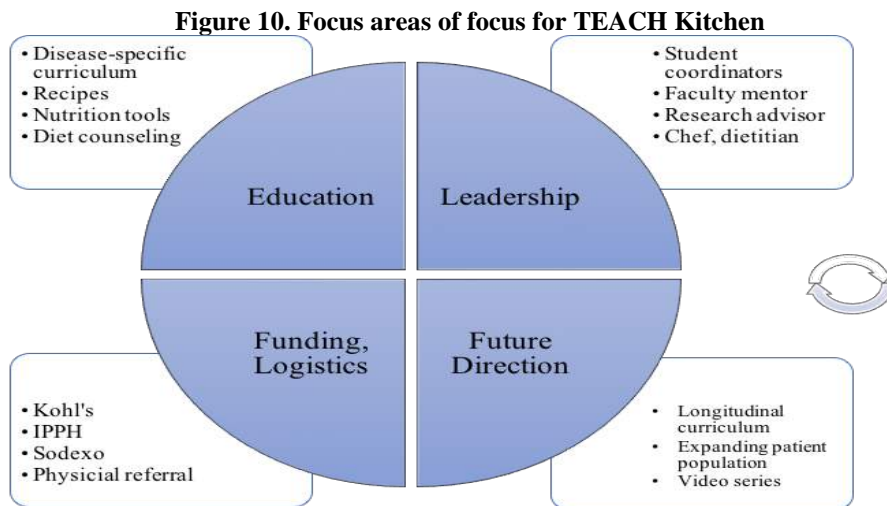 Figure 10. Focus areas of focus for TEACH Kitchen
• Disease-specific
curriculum
• Recipes
• Nutrition tools
• Diet counseling
• Student
coordinators
• Faculty mentor
• Research advisor
• Chef, dietitian
Education
Leadership
Funding,
Logistics
Future
Direction
• Kohl's
• IPPH
• Sodexo
• Physicial referral
• Longitudinal
curriculum
• Expanding patient
population
• Video series